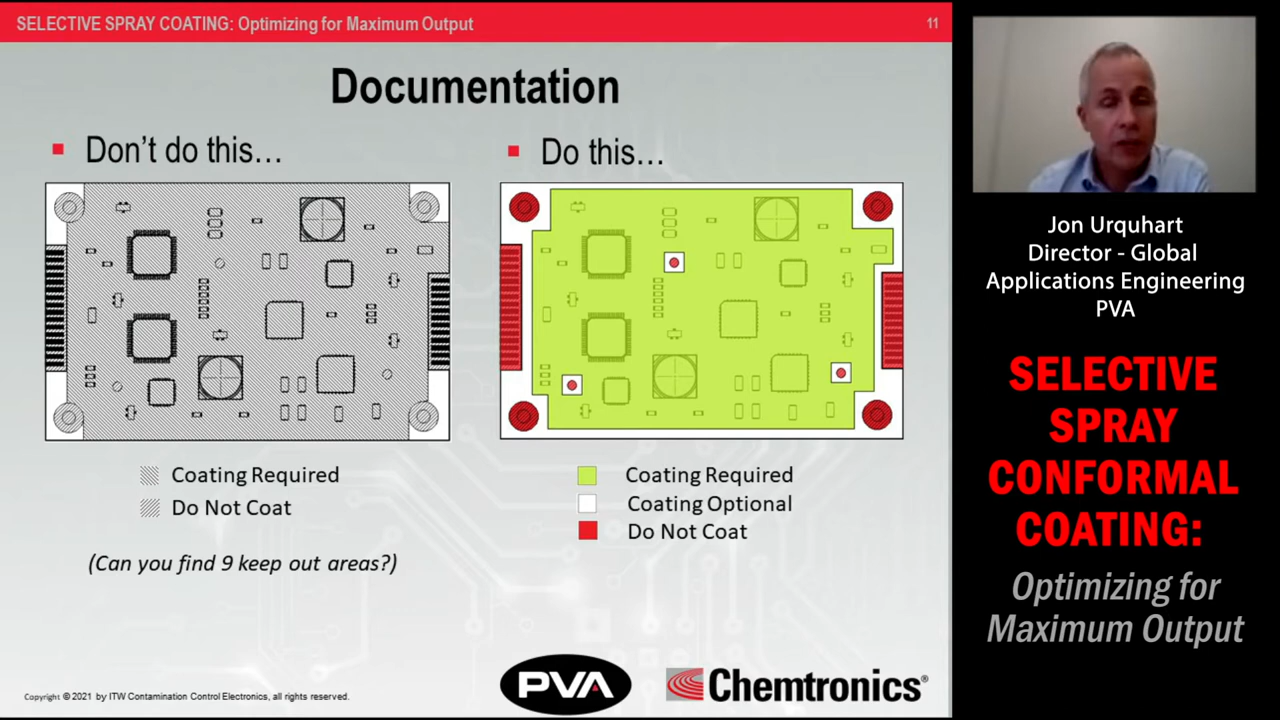 SELECTIVE SPRAY COATING: Optimizing for Maximum Output
11
Documentation
Don't do this…
Do this…
Coating Required
Do Not Coat
(Can you find 9 keep out areas?)
Coating Required
Coating Optional
Do Not Coat
Copyright © 2021 by ITW Contamination Control Electronics, all rights reserved.
PVA
Chemtronics®
Jon Urquhart
Director - Global
Applications Engineering
PVA
SELECTIVE
SPRAY
CONFORMAL
COATING:
Optimizing for
Maximum Output